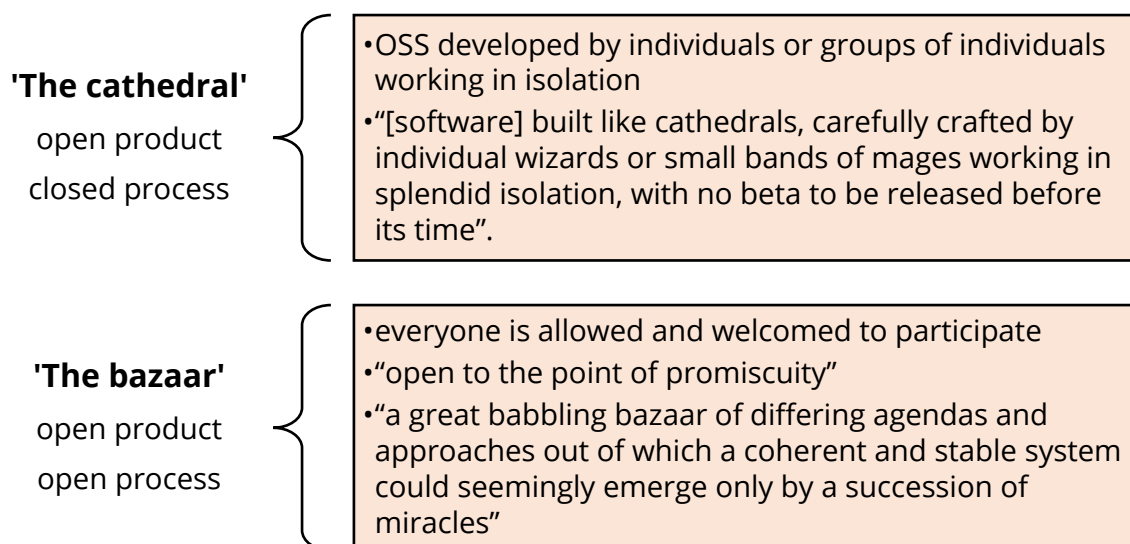 'The cathedral'
open product
closed process
•OSS developed by individuals or groups of individuals
working in isolation
•“[software] built like cathedrals, carefully crafted by
individual wizards or small bands of mages working in
splendid isolation, with no beta to be released before
its time”.
'The bazaar'
open product
open process
•everyone is allowed and welcomed to participate
•“open to the point of promiscuity”
•“a great babbling bazaar of differing agendas and
approaches out of which a coherent and stable system
could seemingly emerge only by a succession of
miracles”